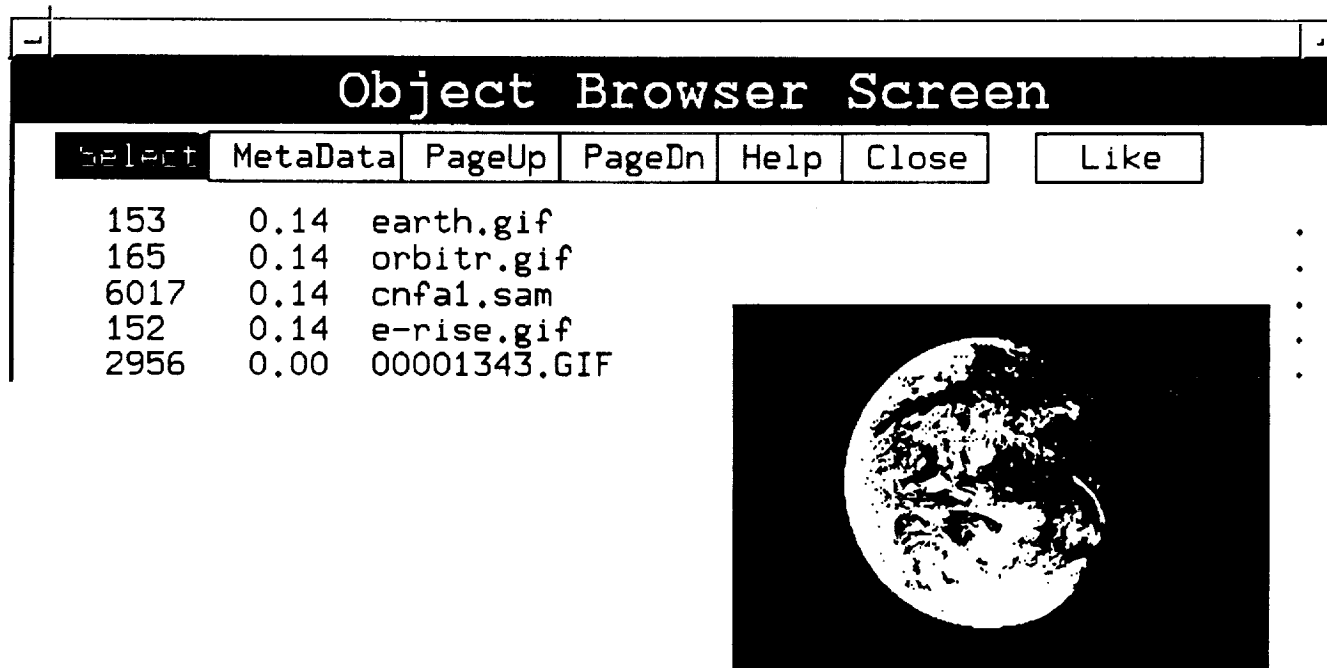 Object Browser Screen
Select MetaData PageUp PageDn Help Close Like
153 0.14 earth.gif .
165 0.14 orbitr.gif .
6017 0.14 cnfa1.sam .
152 0.14 e-rise.gif .
2956 0.00 00001343.GIF .